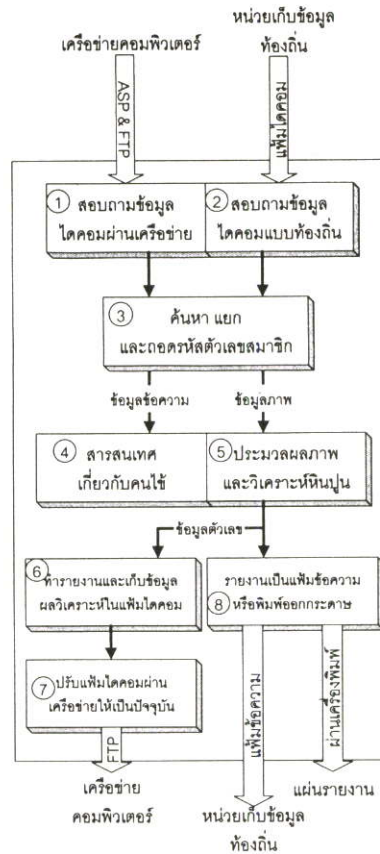 เครือข่ายคอมพิวเตอร์
หน่วยเก็บข้อมูล
ท้องถิ่น
ASP & FTP
แฟ้มไดคอม
1 สอบถามข้อมูล
ไดคอมผ่านเครือข่าย
2 สอบถามข้อมูล
ไดคอมแบบท้องถิ่น
3 ค้นหา แยก
และถอดรหัสตัวเลขสมาชิก
ข้อมูลข้อความ
ข้อมูลภาพ
4 สารสนเทศ
เกี่ยวกับคนไข้
5 ประมวลผลภาพ
และวิเคราะห์หินปูน
ข้อมูลตัวเลข
6 ทำรายงานและเก็บข้อมูล
ผลวิเคราะห์ในแฟ้มไดคอม
รายงานเป็นแฟ้มข้อความ
8 หรือพิมพ์ออกกระดาษ
7 ปรับแฟ้มไดคอมผ่าน
เครือข่ายให้เป็นปัจจุบัน
FTP
แฟ้มข้อความ
ผ่านเครื่องพิมพ์
เครือข่าย
คอมพิวเตอร์
หน่วยเก็บข้อมูล
ท้องถิ่น
แผ่นรายงาน